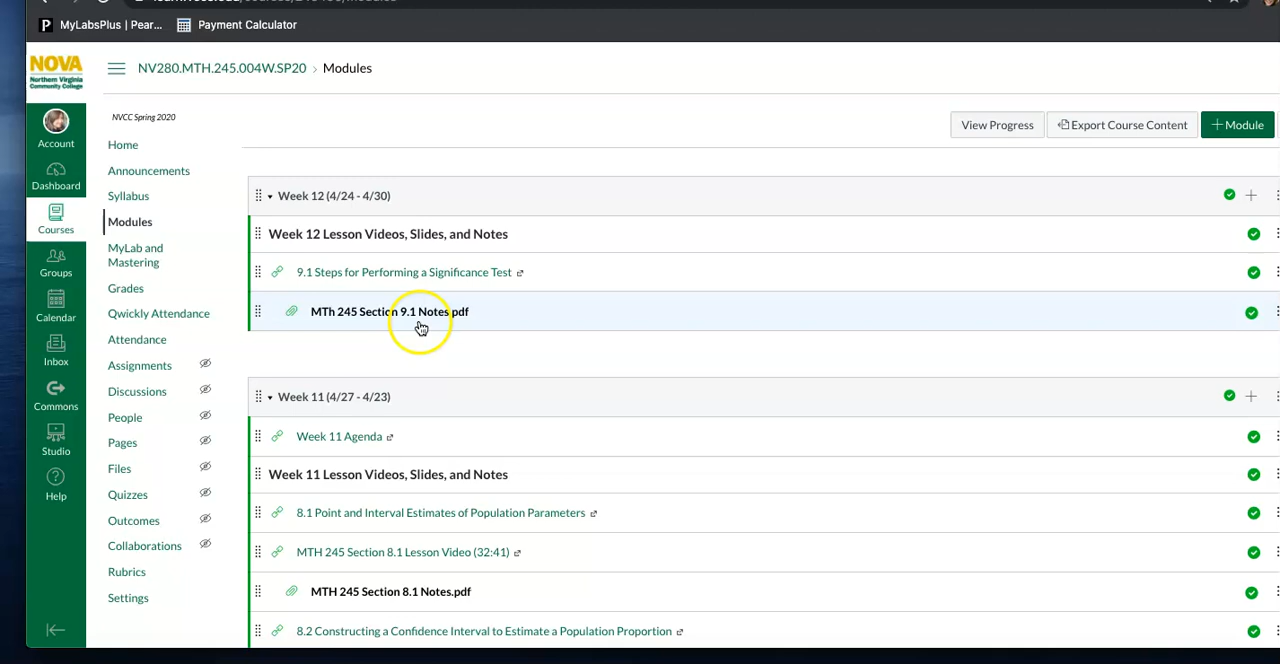 MyLabsPlus | Pear...
Payment Calculator
NOVA
Northern Virginia
Community College
NV280.MTH.245.004W.SP20 › Modules
NVCC Spring 2020
View Progress
Export Course Content
+ Module
Account
Dashboard
Courses
Groups
Calendar
Inbox
Commons
Studio
Help
Home
Announcements
Syllabus
Modules
MyLab and
Mastering
Grades
Qwickly Attendance
Attendance
Assignments
Discussions
People
Pages
Files
Quizzes
Outcomes
Collaborations
Rubrics
Settings
Week 12 (4/24 - 4/30)
Week 12 Lesson Videos, Slides, and Notes
9.1 Steps for Performing a Significance Test
MTh 245 Section 9.1 Notes.pdf
Week 11 (4/27 - 4/23)
Week 11 Agenda
Week 11 Lesson Videos, Slides, and Notes
8.1 Point and Interval Estimates of Population Parameters
MTH 245 Section 8.1 Lesson Video (32:41)
MTH 245 Section 8.1 Notes.pdf
8.2 Constructing a Confidence Interval to Estimate a Population Proportion